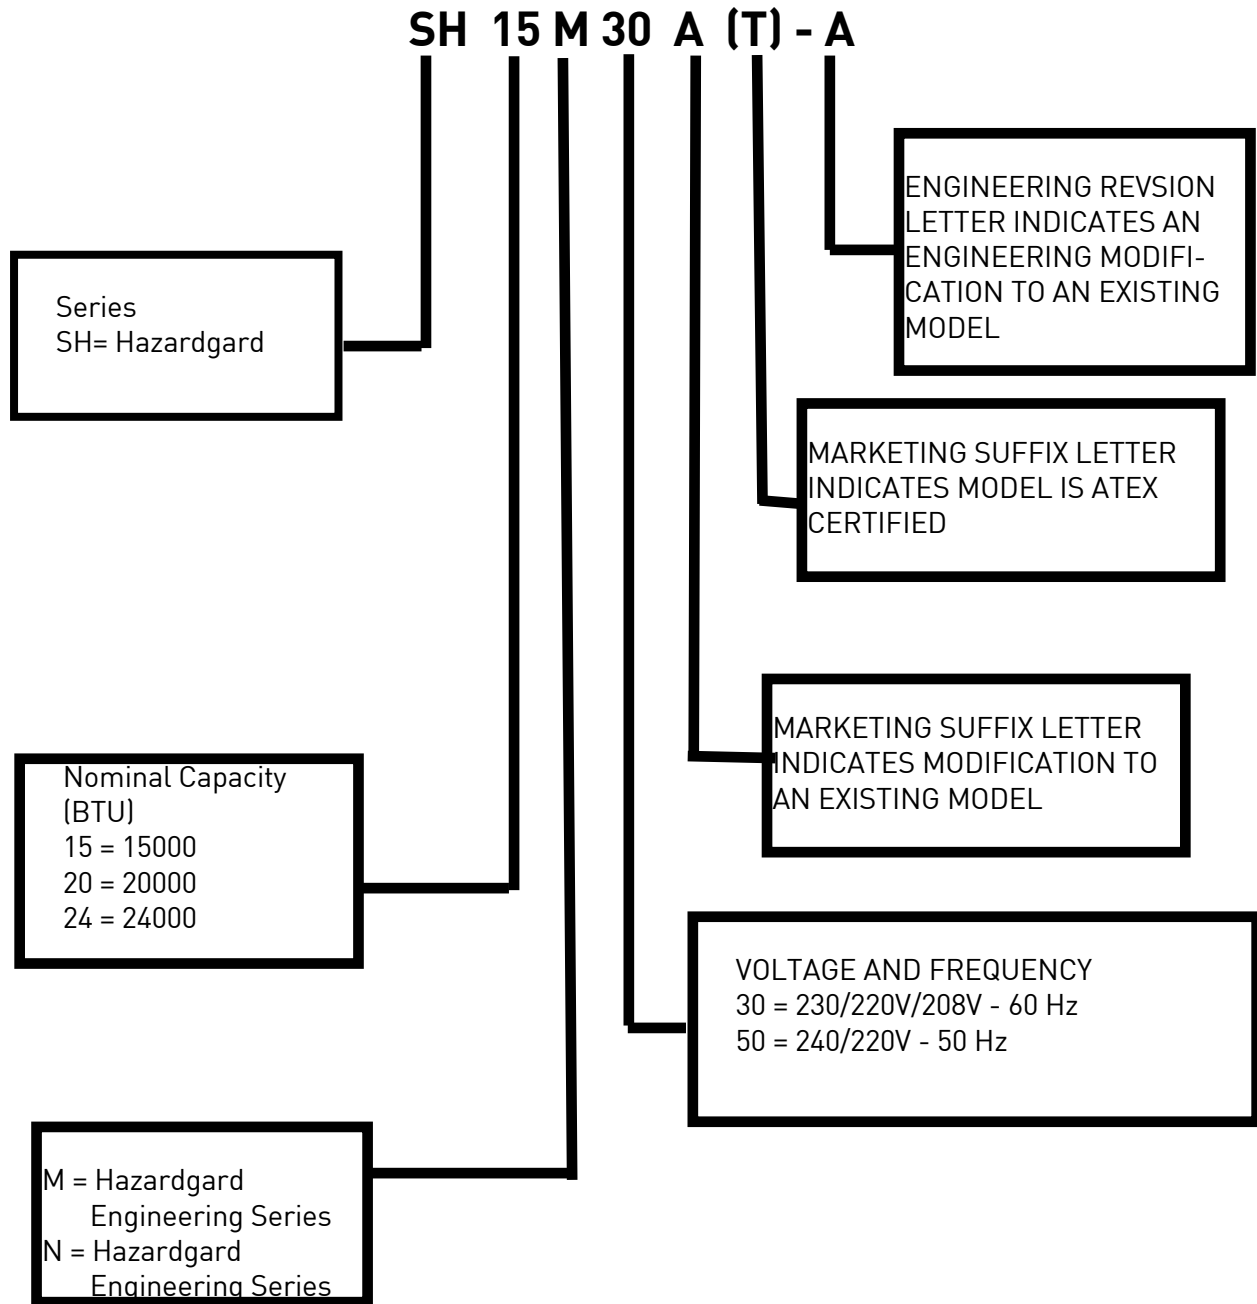 SH 15 M 30 A (T) - A
ENGINEERING REVSION
LETTER INDICATES AN
ENGINEERING MODIFI-
CATION TO AN EXISTING
MODEL
Series
SH= Hazardgard
MARKETING SUFFIX LETTER
INDICATES MODEL IS ATEX
CERTIFIED
MARKETING SUFFIX LETTER
INDICATES MODIFICATION TO
AN EXISTING MODEL
Nominal Capacity
(BTU)
15 = 15000
20 = 20000
24 = 24000
VOLTAGE AND FREQUENCY
30 = 230/220V/208V - 60 Hz
50 = 240/220V - 50 Hz
M = Hazardgard
Engineering Series
N = Hazardgard
Engineering Series